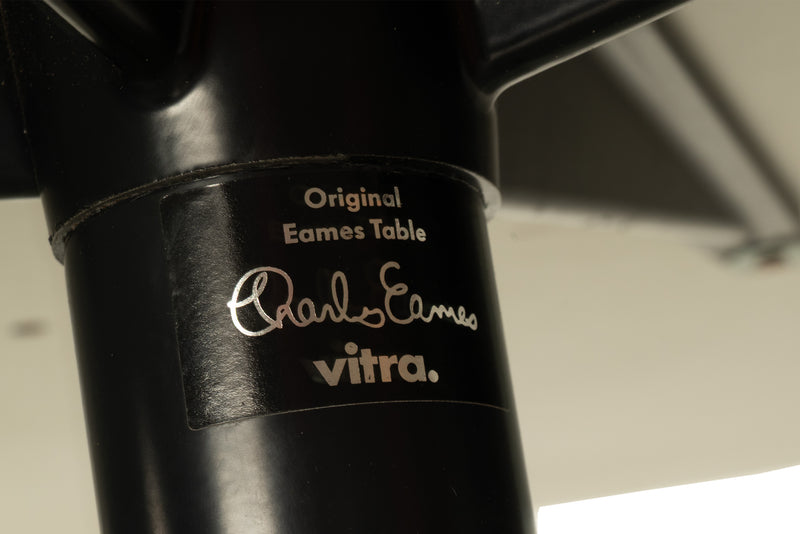 Original
Eames Table
Charles Eames
vitra.